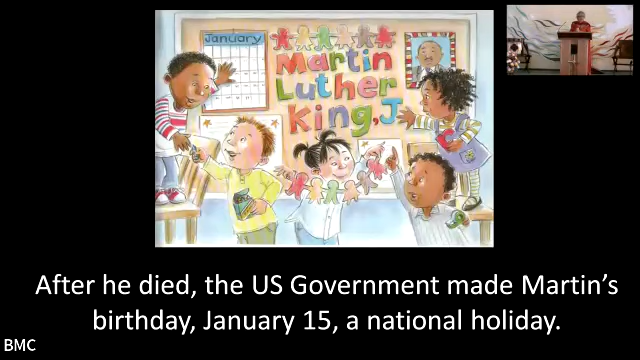 January
Martin
Luther
King, J
After he died, the US Government made Martin's
birthday, January 15, a national holiday.
BMC